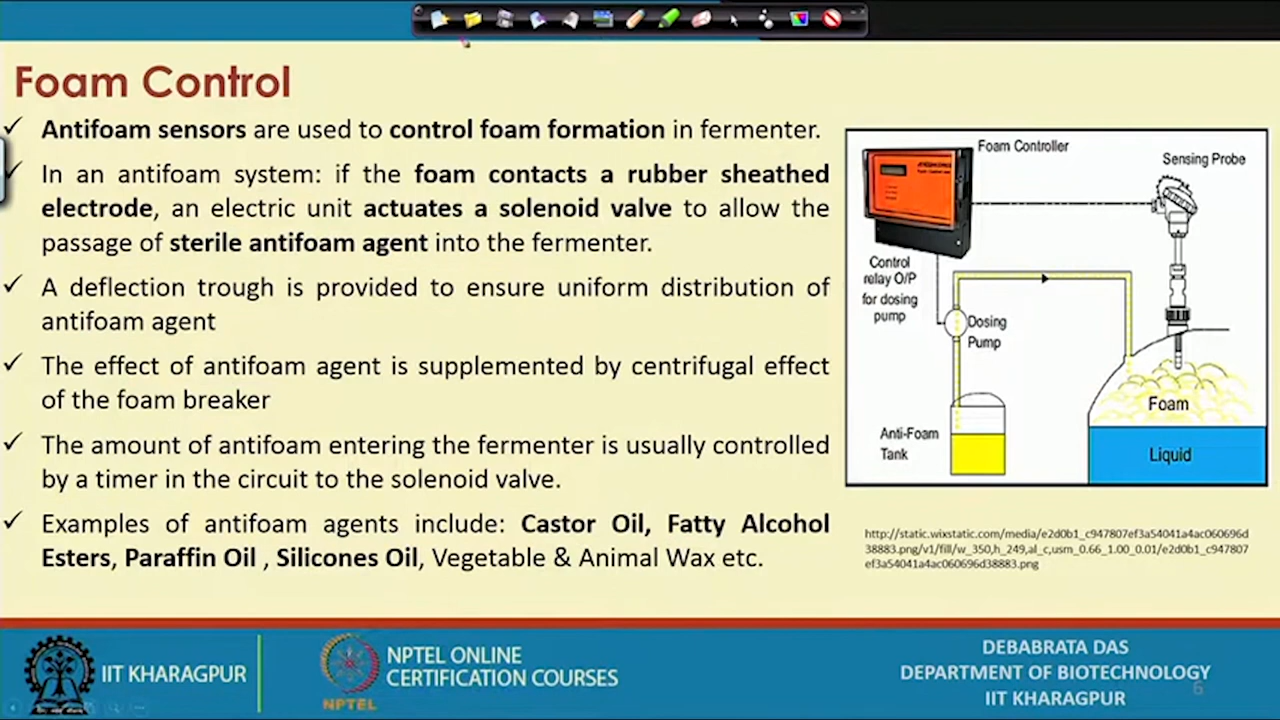 Foam Control
✓ Antifoam sensors are used to control foam formation in fermenter.
✓ In an antifoam system: if the foam contacts a rubber sheathed
electrode, an electric unit actuates a solenoid valve to allow the
passage of sterile antifoam agent into the fermenter.
✓ A deflection trough is provided to ensure uniform distribution of
antifoam agent
✓ The effect of antifoam agent is supplemented by centrifugal effect
of the foam breaker
✓ The amount of antifoam entering the fermenter is usually controlled
by a timer in the circuit to the solenoid valve.
✓ Examples of antifoam agents include: Castor Oil, Fatty Alcohol
Esters, Paraffin Oil , Silicones Oil, Vegetable & Animal Wax etc.
Foam Controller
Sensing Probe
Control
relay O/P
for dosing
pump
Dosing
Pump
Foam
Anti-Foam
Tank
Liquid
http://static.wixstatic.com/media/e2d0b1_c947807ef3a54041a4ac060696d
38883.png/v1/fill/w_350,h_249,al_c,usm_0.66_1.00_0.01/e2d0b1_c947807
ef3a54041a4ac060696d38883.png
IIT KHARAGPUR
NPTEL
NPTEL ONLINE
CERTIFICATION COURSES
DEBABRATA DAS
DEPARTMENT OF BIOTECHNOLOGY
IIT KHARAGPUR
6